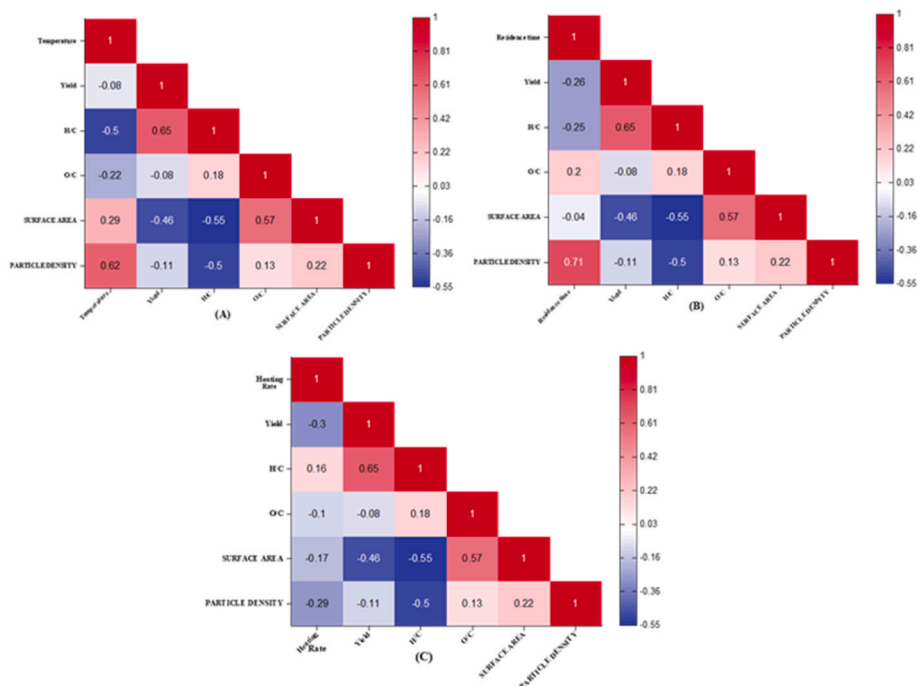 Temperature 1
Yield -0.08 1
H/C -0.5 0.65 1
O/C -0.22 -0.08 0.18 1
SURFACE AREA 0.29 -0.46 -0.55 0.57 1
PARTICLE DENSITY 0.62 -0.11 -0.5 0.13 0.22 1
Temperature Yield H/C O/C SURFACE AREA PARTICLE DENSITY
1
0.81
0.61
0.42
0.22
0.03
-0.16
-0.36
-0.55
(A)
Residence time 1
Yield -0.26 1
H/C -0.25 0.65 1
O/C 0.2 -0.08 0.18 1
SURFACE AREA -0.04 -0.46 -0.55 0.57 1
PARTICLE DENSITY 0.71 -0.11 -0.5 0.13 0.22 1
Residence time Yield H/C O/C SURFACE AREA PARTICLE DENSITY
1
0.81
0.61
0.42
0.22
0.03
-0.16
-0.36
-0.55
(B)
Heating
Rate 1
Yield -0.3 1
H/C 0.16 0.65 1
O/C -0.1 -0.08 0.18 1
SURFACE AREA -0.17 -0.46 -0.55 0.57 1
PARTICLE DENSITY -0.29 -0.11 -0.5 0.13 0.22 1
Heating
Rate Yield H/C O/C SURFACE AREA PARTICLE DENSITY
1
0.81
0.61
0.42
0.22
0.03
-0.16
-0.36
-0.55
(C)